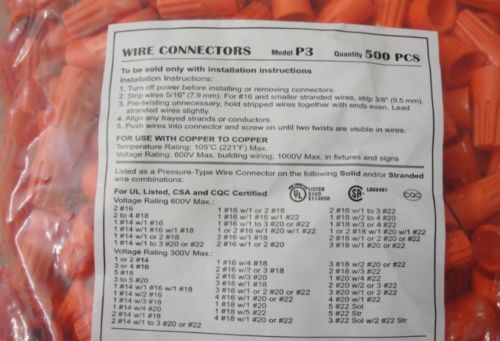 WIRE CONNECTORS Model P3 Quantity 500 PCS
To be sold only with installation instructions
Installation Instructions:
1. Turn off power before installing or removing connectors.
2. Strip wires 5/16" (7.9 mm). For #16 and smaller stranded wires, strip 3/8" (9.5 mm).
3. Pre-twisting unnecessary, hold stripped wires together with ends even. Lead
stranded wires slightly.
4. Align any frayed strands or conductors.
5. Push wires into connector and screw on until two twists are visible in wires.
FOR USE WITH COPPER TO COPPER
Temperature Rating: 105°C (221°F) Max.
Voltage Rating: 600V Max. building wiring; 1000V Max. in fixtures and signs
Listed as a Pressure-Type Wire Connector on the following Solid and/or Stranded
wire combinations:
For UL Listed, CSA and CQC Certified
UL LISTED
E113650
LR88461
CQC
Voltage Rating 600V Max.:
2 #16
2 to 4 #18
1 #14 w/1 #16
1 #14 w/1 #16 w/1 #18
1 #14 w/1 or 2 #18
1 #14 w/1 to 3 #20 or #22
1 #16 w/1 or 2 #18
1 #16 w/1 #18 w/1 #22
1 #16 w/1 to 3 #20 or #22
1 or 2 #16 w/1 #20 w/1 #22
2 #16 w/1 #18
2 #16 w/1 or 2 #20
2 #16 w/1 to 3 #22
1 #18 w/2 to 4 #20
1 #18 w/3 or 4 #22
2 #18 w/1 #20 w/1 #22
2 #18 w/1 or 2 #20 or #22
3 #18 w/1 #20 or #22
Voltage Rating 300V Max.:
1 or 2 #14
3 or 4 #16
5 #18
3 to 5 #20
1 #14 w/1 #16 w/1 #18
1 #14 w/2 #16
1 #14 w/3 #18
1 #14 w/4 #20
2 #14 w/1 #18
2 #14 w/1 to 3 #20 or #22
1 #16 w/4 #18
2 #16 w/2 or 3 #18
2 #16 w/3 #20
3 #16 w/1 #18
3 #16 w/1 or 2 #20 or #22
4 #16 w/1 #20 or #22
1 #18 w/5 #22
1 #18 w/4 #20 w/1 #22
4 #18 w/1 #20 or #22
3 #18 w/2 #20 or #22
2 #18 w/3 #22
1 #20 w/4 #22
2 #20 w/3 #22
3 #20 w/2 #22
4 #20 w/1 #22
5 #22 Sol
5 #22 Str
3 #22 Sol w/2 #22 Str